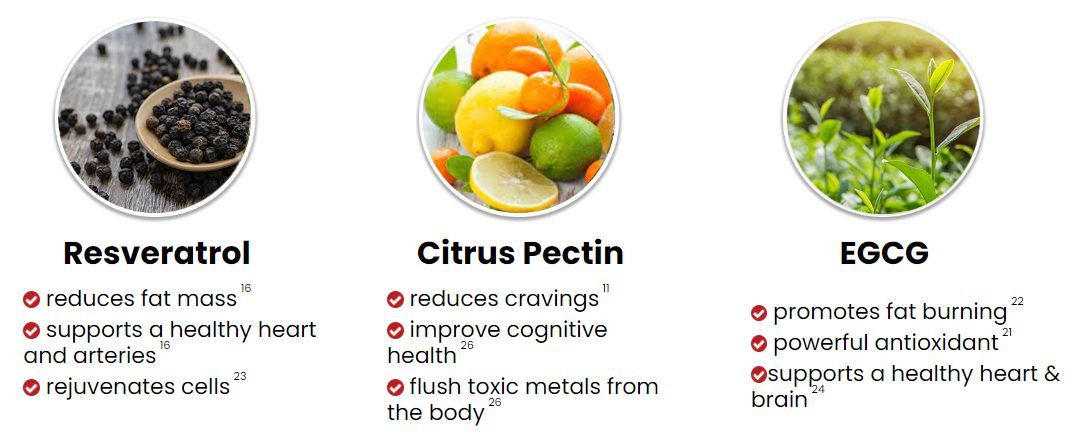 Resveratrol
reduces fat mass 16
supports a healthy heart
and arteries 16
rejuvenates cells 23
Citrus Pectin
reduces cravings 11
improve cognitive
health 26
flush toxic metals from
the body 26
EGCG
promotes fat burning 22
powerful antioxidant 21
supports a healthy heart &
brain 24